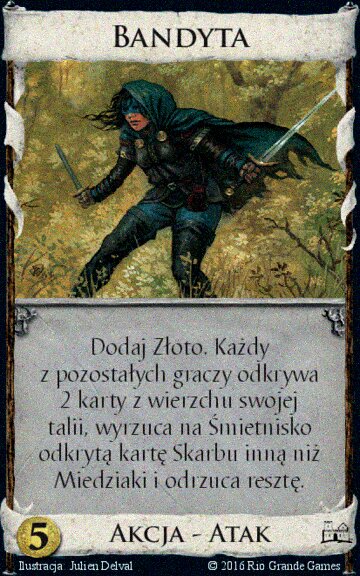 Bandyta
Dodaj Złoto. Każdy
z pozostałych graczy odkrywa
2 karty z wierzchu swojej
talii, wyrzuca na Śmietnisko
odkrytą kartę Skarbu inną niż
Miedziaki i odrzuca resztę.
5 Akcja - Atak
Ilustracja: Julien Delval © 2016 Rio Grande Games